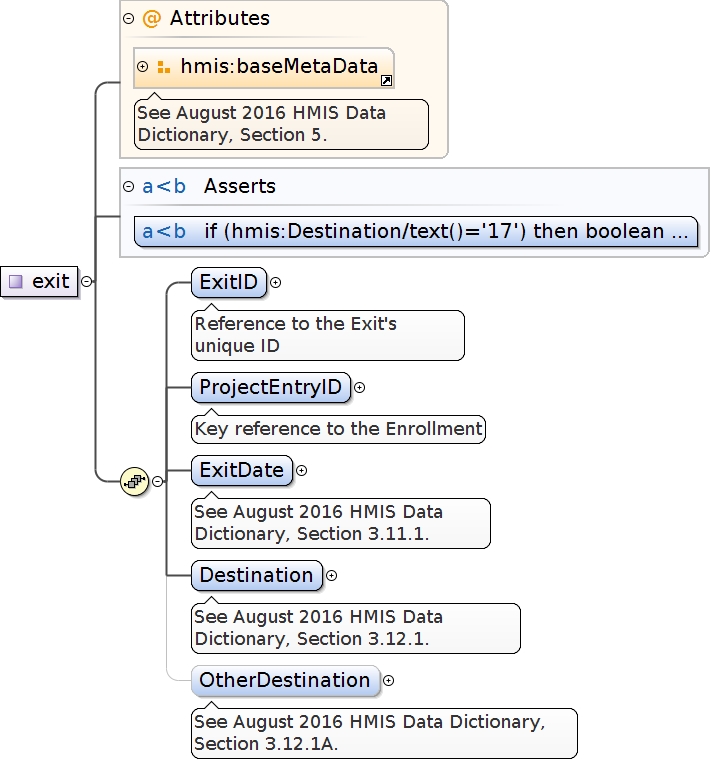 @ Attributes
hmis:baseMetaData
See August 2016 HMIS Data
Dictionary, Section 5.
a<b Asserts
a<b if (hmis:Destination/text()='17') then boolean ...
exit
ExitID
Reference to the Exit's
unique ID
ProjectEntryID
Key reference to the Enrollment
ExitDate
See August 2016 HMIS Data
Dictionary, Section 3.11.1.
Destination
See August 2016 HMIS Data
Dictionary, Section 3.12.1.
OtherDestination
See August 2016 HMIS Data Dictionary,
Section 3.12.1A.